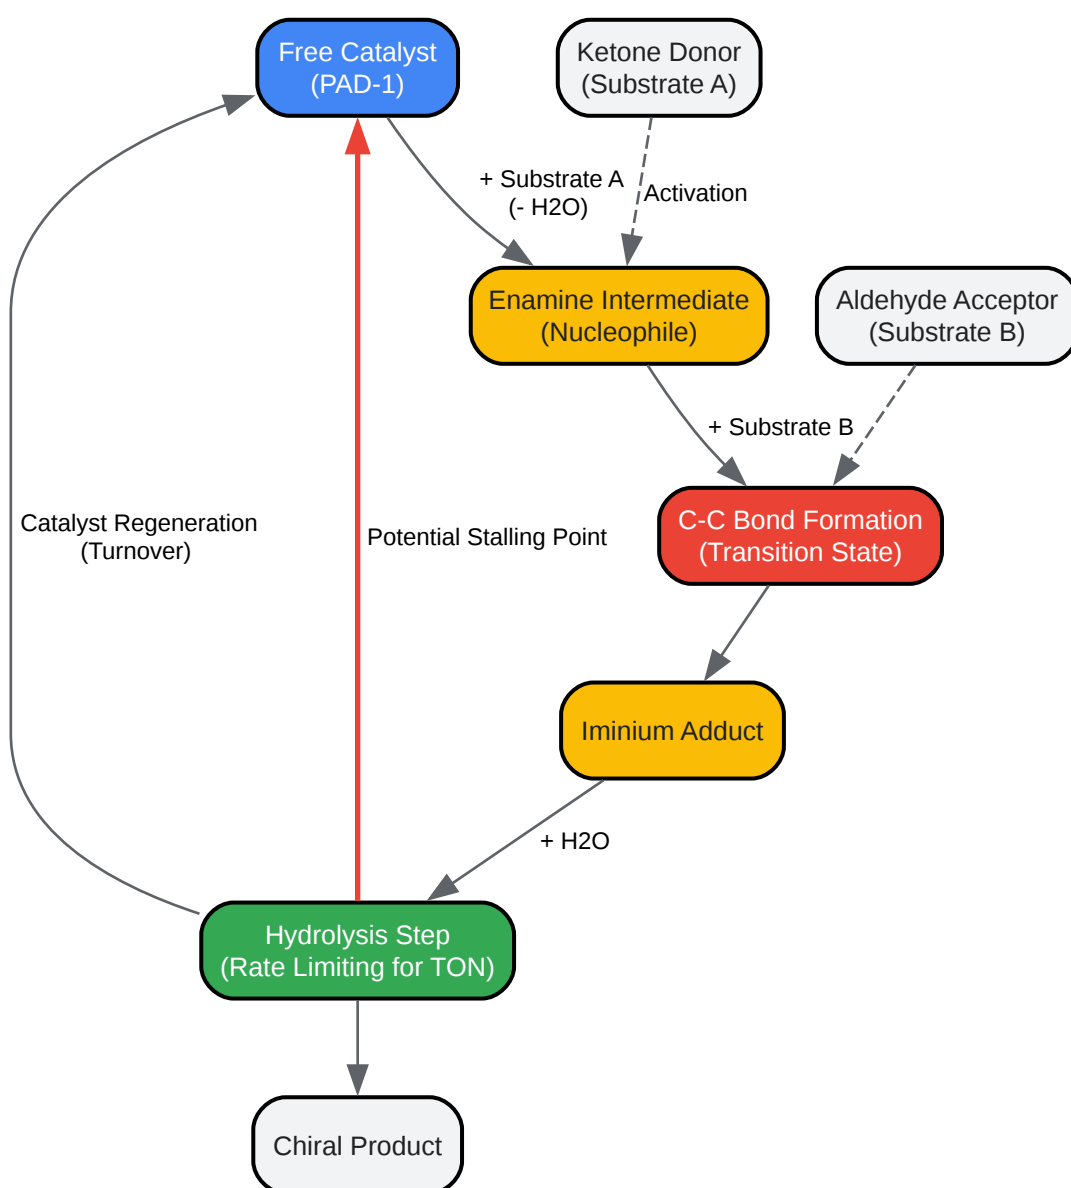 Free Catalyst
(PAD-1)
Ketone Donor
(Substrate A)
+ Substrate A
(- H2O)
Activation
Enamine Intermediate
(Nucleophile)
Aldehyde Acceptor
(Substrate B)
+ Substrate B
C-C Bond Formation
(Transition State)
Catalyst Regeneration
(Turnover)
Potential Stalling Point
Iminium Adduct
+ H2O
Hydrolysis Step
(Rate Limiting for TON)
Chiral Product